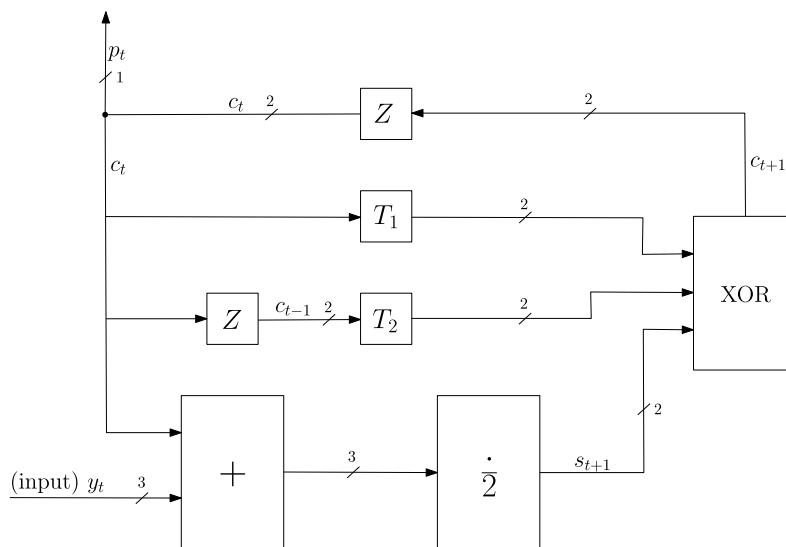 p_t
1
c_t
2
Z
2
c_t
c_{t+1}
T_1
2
XOR
Z
c_{t-1}
2
T_2
2
+
3
÷2
s_{t+1}
2
(input) y_t
3